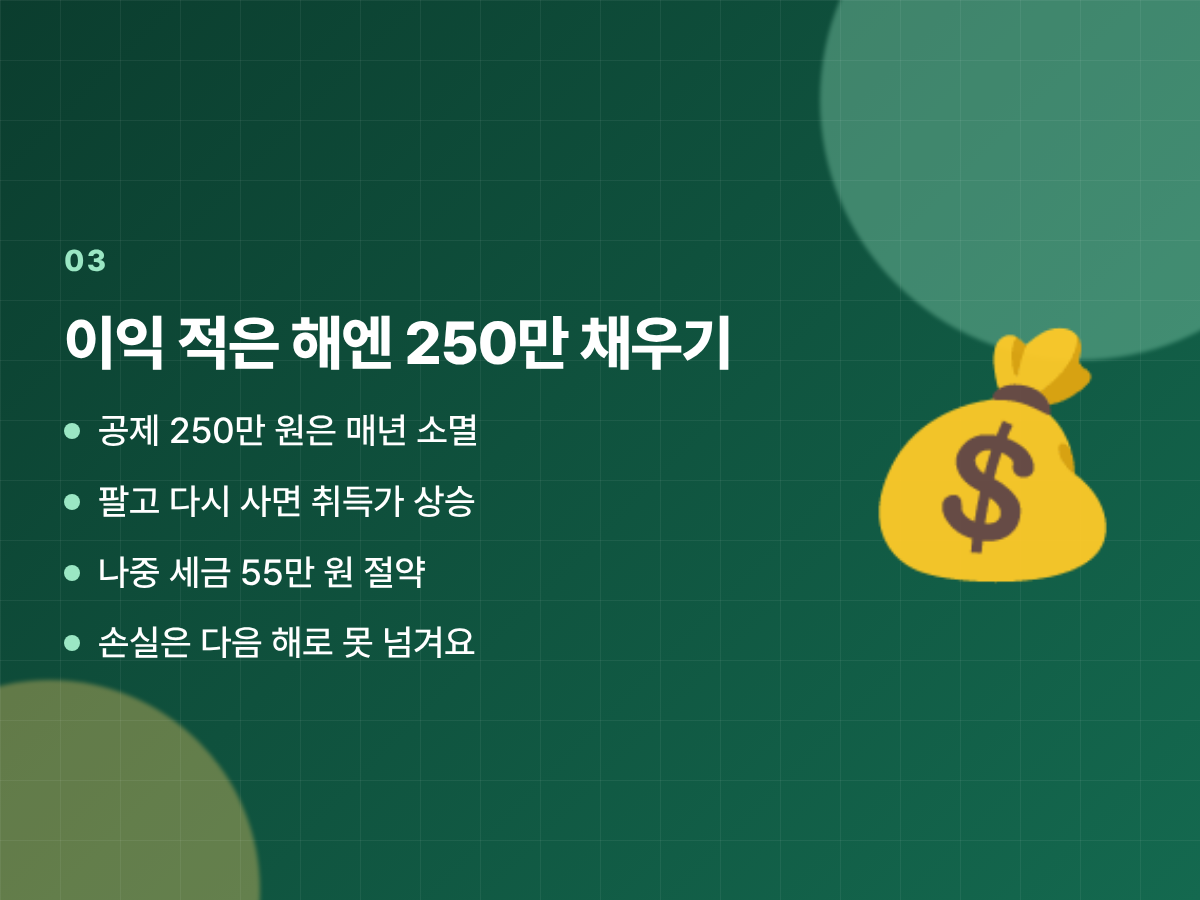 03
이익 적은 해엔 250만 채우기
공제 250만 원은 매년 소멸
팔고 다시 사면 취득가 상승
나중 세금 55만 원 절약
손실은 다음 해로 못 넘겨요
$